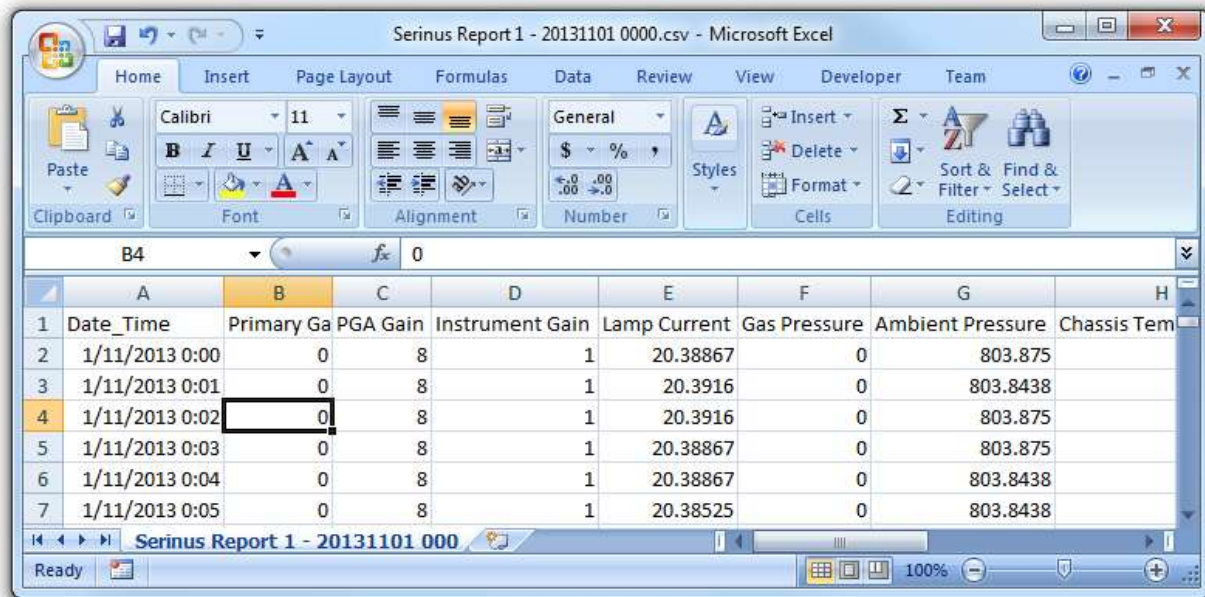 Serinus Report 1 - 20131101 0000.csv - Microsoft Excel
Home Insert Page Layout Formulas Data Review View Developer Team
Paste
Calibri 11
B I U A A
General
$ % ,
.0 .00 .00 .0
Styles
Insert
Delete
Format
Σ
Sort & Filter
Find & Select
Clipboard Font Alignment Number Cells Editing
B4 fx 0
A B C D E F G H
1 Date_Time Primary Ga PGA Gain Instrument Gain Lamp Current Gas Pressure Ambient Pressure Chassis Tem
2 1/11/2013 0:00 0 8 1 20.38867 0 803.875
3 1/11/2013 0:01 0 8 1 20.3916 0 803.8438
4 1/11/2013 0:02 0 8 1 20.3916 0 803.875
5 1/11/2013 0:03 0 8 1 20.38867 0 803.875
6 1/11/2013 0:04 0 8 1 20.38867 0 803.8438
7 1/11/2013 0:05 0 8 1 20.38525 0 803.8438
Serinus Report 1 - 20131101 000
Ready 100%